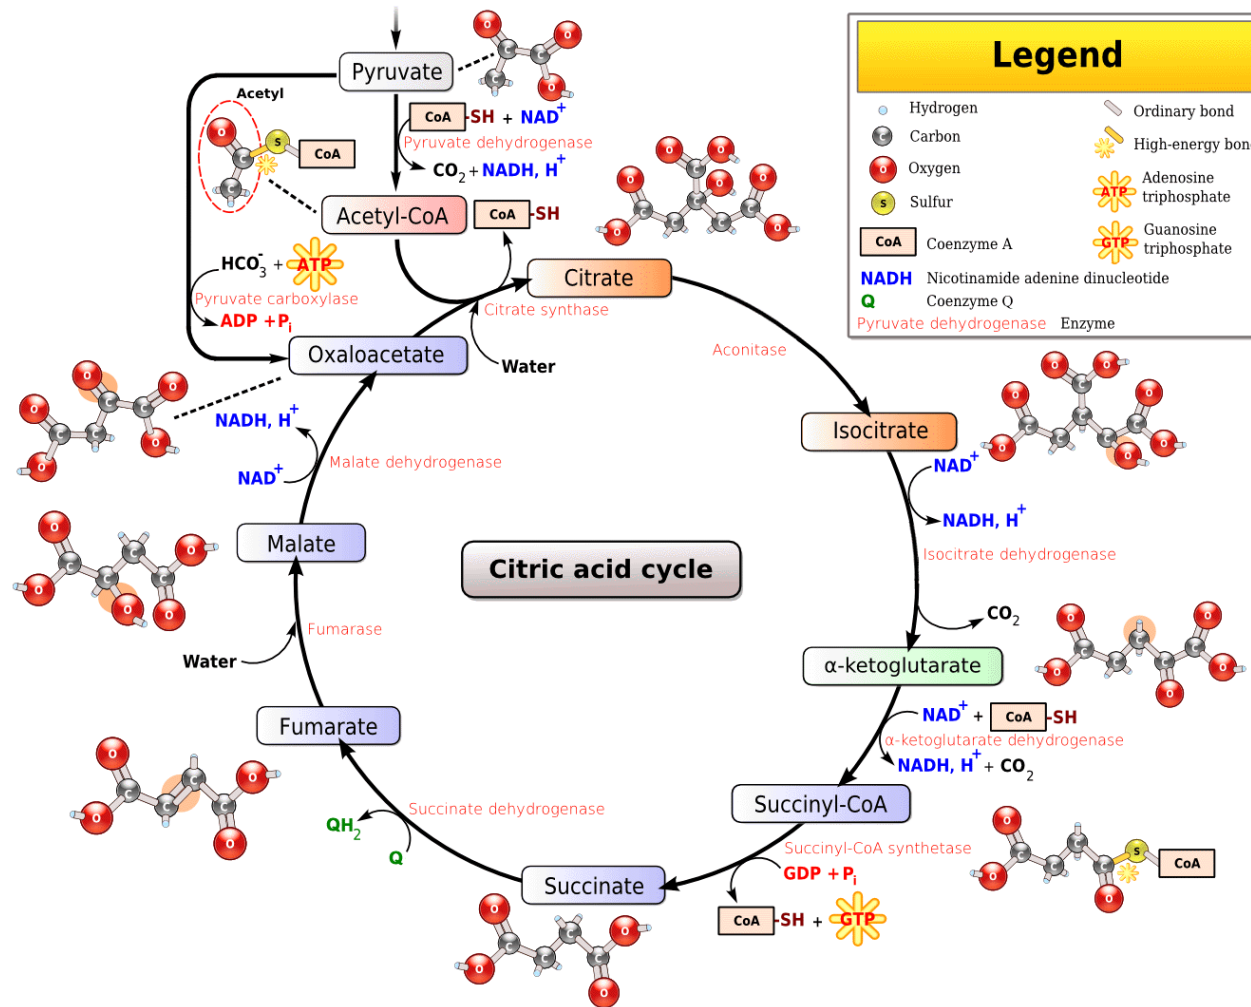 Pyruvate
Acetyl
CoA-SH + NAD+
Pyruvate dehydrogenase
CO2 + NADH, H+
S CoA
Acetyl-CoA
CoA-SH
HCO3- + ATP
Pyruvate carboxylase
ADP + Pi
Citrate
Citrate synthase
Water
Oxaloacetate
Aconitase
Isocitrate
NAD+
NADH, H+
Isocitrate dehydrogenase
CO2
α-ketoglutarate
NAD+ + CoA-SH
α-ketoglutarate dehydrogenase
NADH, H+ + CO2
Succinyl-CoA
S CoA
Succinyl-CoA synthetase
GDP + Pi
CoA-SH + GTP
Succinate
Succinate dehydrogenase
QH2
Q
Fumarate
Fumarase
Water
Malate
Malate dehydrogenase
NADH, H+
NAD+
Citric acid cycle
Legend
Hydrogen
C Carbon
O Oxygen
S Sulfur
CoA Coenzyme A
NADH Nicotinamide adenine dinucleotide
Q Coenzyme Q
Pyruvate dehydrogenase Enzyme
Ordinary bond
High-energy bond
ATP Adenosine
triphosphate
GTP Guanosine
triphosphate